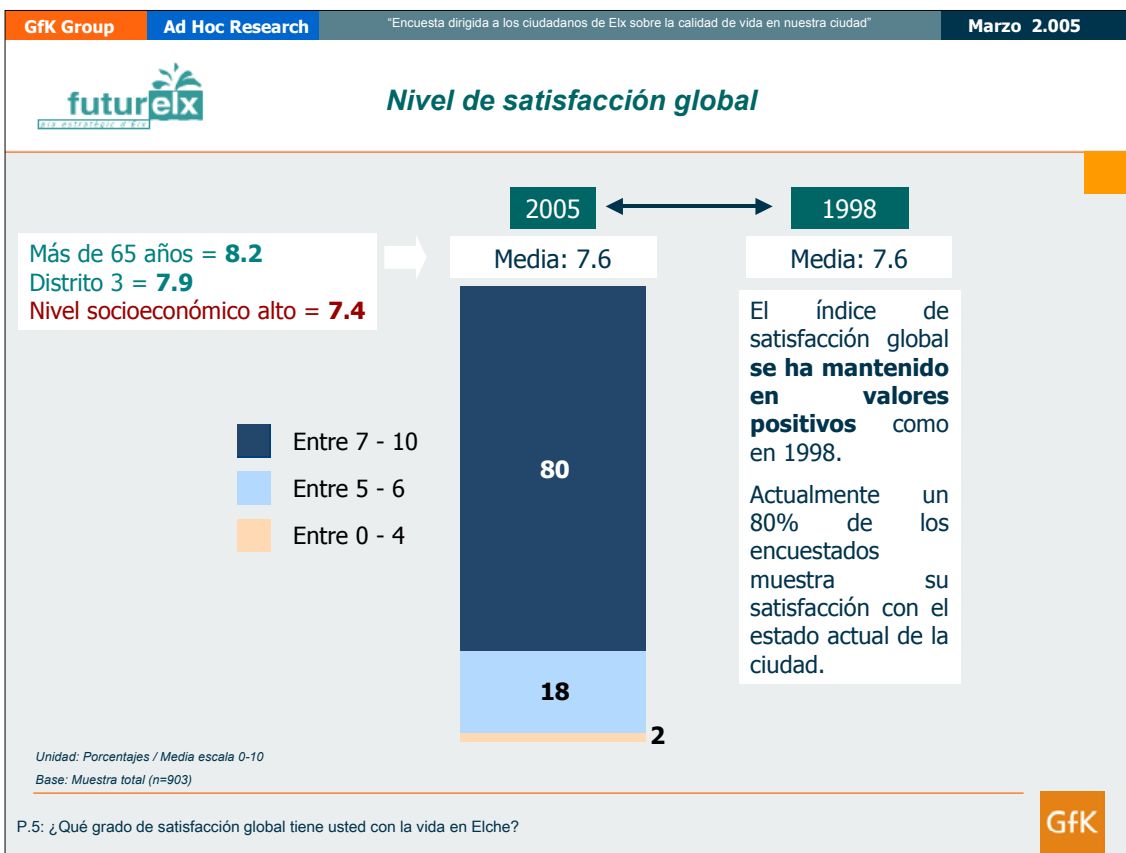 GfK Group
Ad Hoc Research
“Encuesta dirigida a los ciudadanos de Elx sobre la calidad de vida en nuestra ciudad”
Marzo 2.005
futurelx
Nivel de satisfacción global
2005
1998
Más de 65 años = 8.2
Distrito 3 = 7.9
Nivel socioeconómico alto = 7.4
Media: 7.6
Media: 7.6
El índice de
satisfacción global
se ha mantenido
en valores
positivos como
en 1998.
Actualmente un
80% de los
encuestados
muestra su
satisfacción con el
estado actual de la
ciudad.
Entre 7 - 10
Entre 5 - 6
Entre 0 - 4
80
18
2
Unidad: Porcentajes / Media escala 0-10
Base: Muestra total (n=903)
P.5: ¿Qué grado de satisfacción global tiene usted con la vida en Elche?
GfK